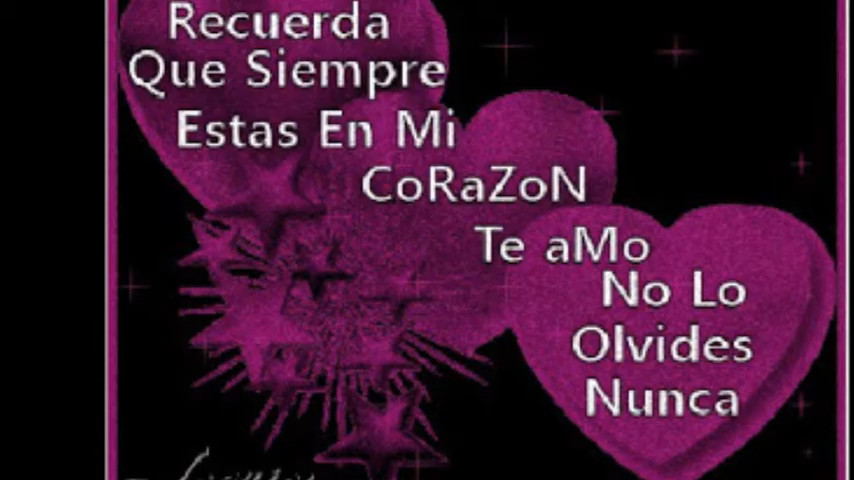 Recuerda
Que Siempre
Estas En Mi
CoRaZoN
Te aMo
No Lo
Olvides
Nunca